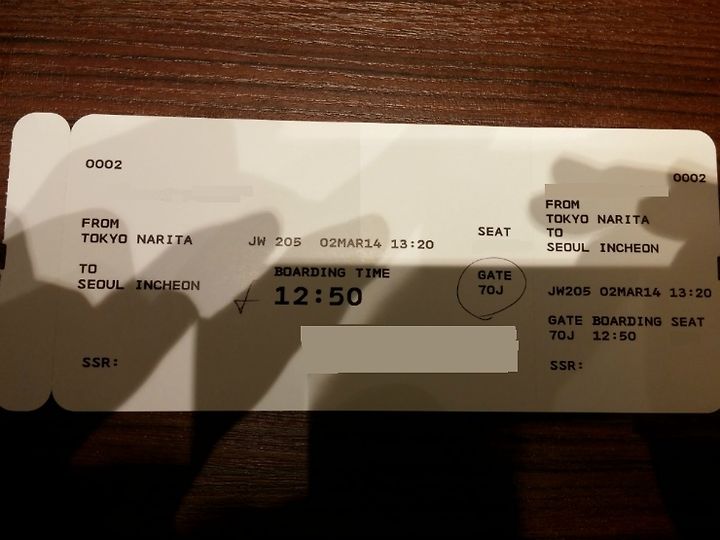 0002
FROM
TOKYO NARITA
JW 205 02MAR14 13:20
SEAT
TO
SEOUL INCHEON
BOARDING TIME
12:50
GATE
70J
SSR:
0002
FROM
TOKYO NARITA
TO
SEOUL INCHEON
JW205 02MAR14 13:20
GATE BOARDING SEAT
70J 12:50
SSR: